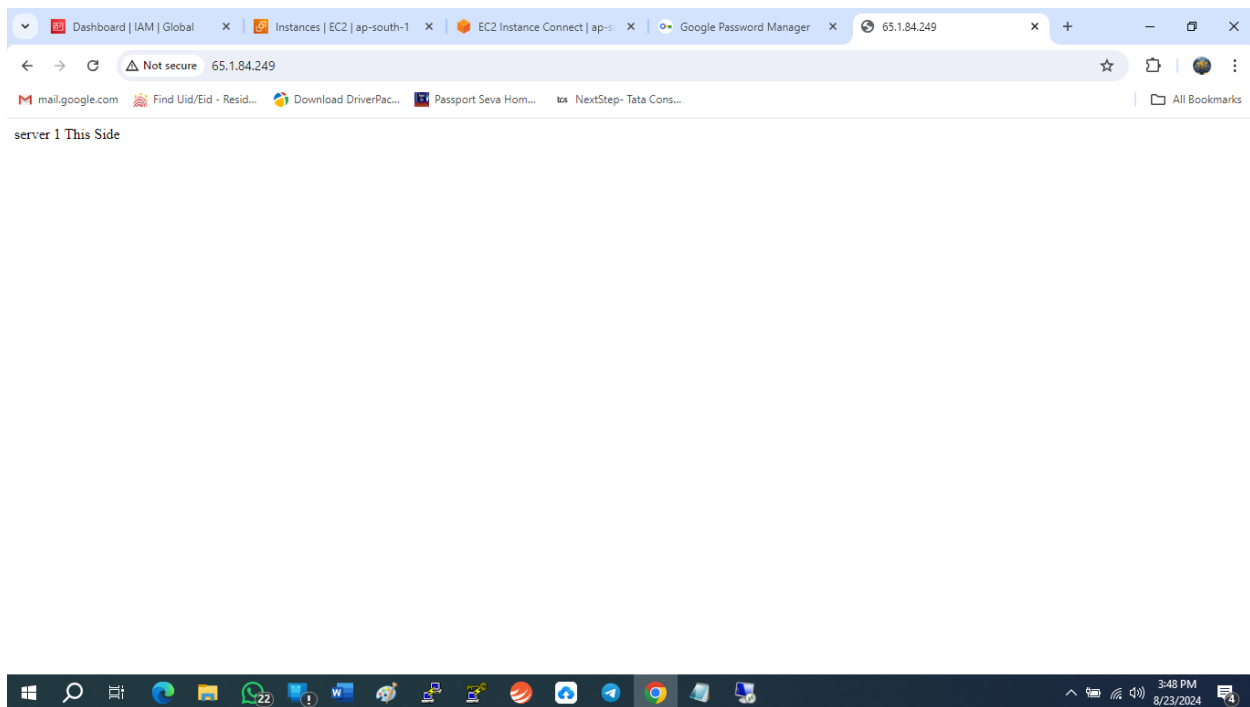 Dashboard | IAM | Global
Instances | EC2 | ap-south-1
EC2 Instance Connect | ap-s
Google Password Manager
65.1.84.249
Not secure 65.1.84.249
mail.google.com
Find Uid/Eid - Resid...
Download DriverPac...
Passport Seva Hom...
tcs NextStep- Tata Cons...
All Bookmarks
server 1 This Side
22
3:48 PM
8/23/2024
4